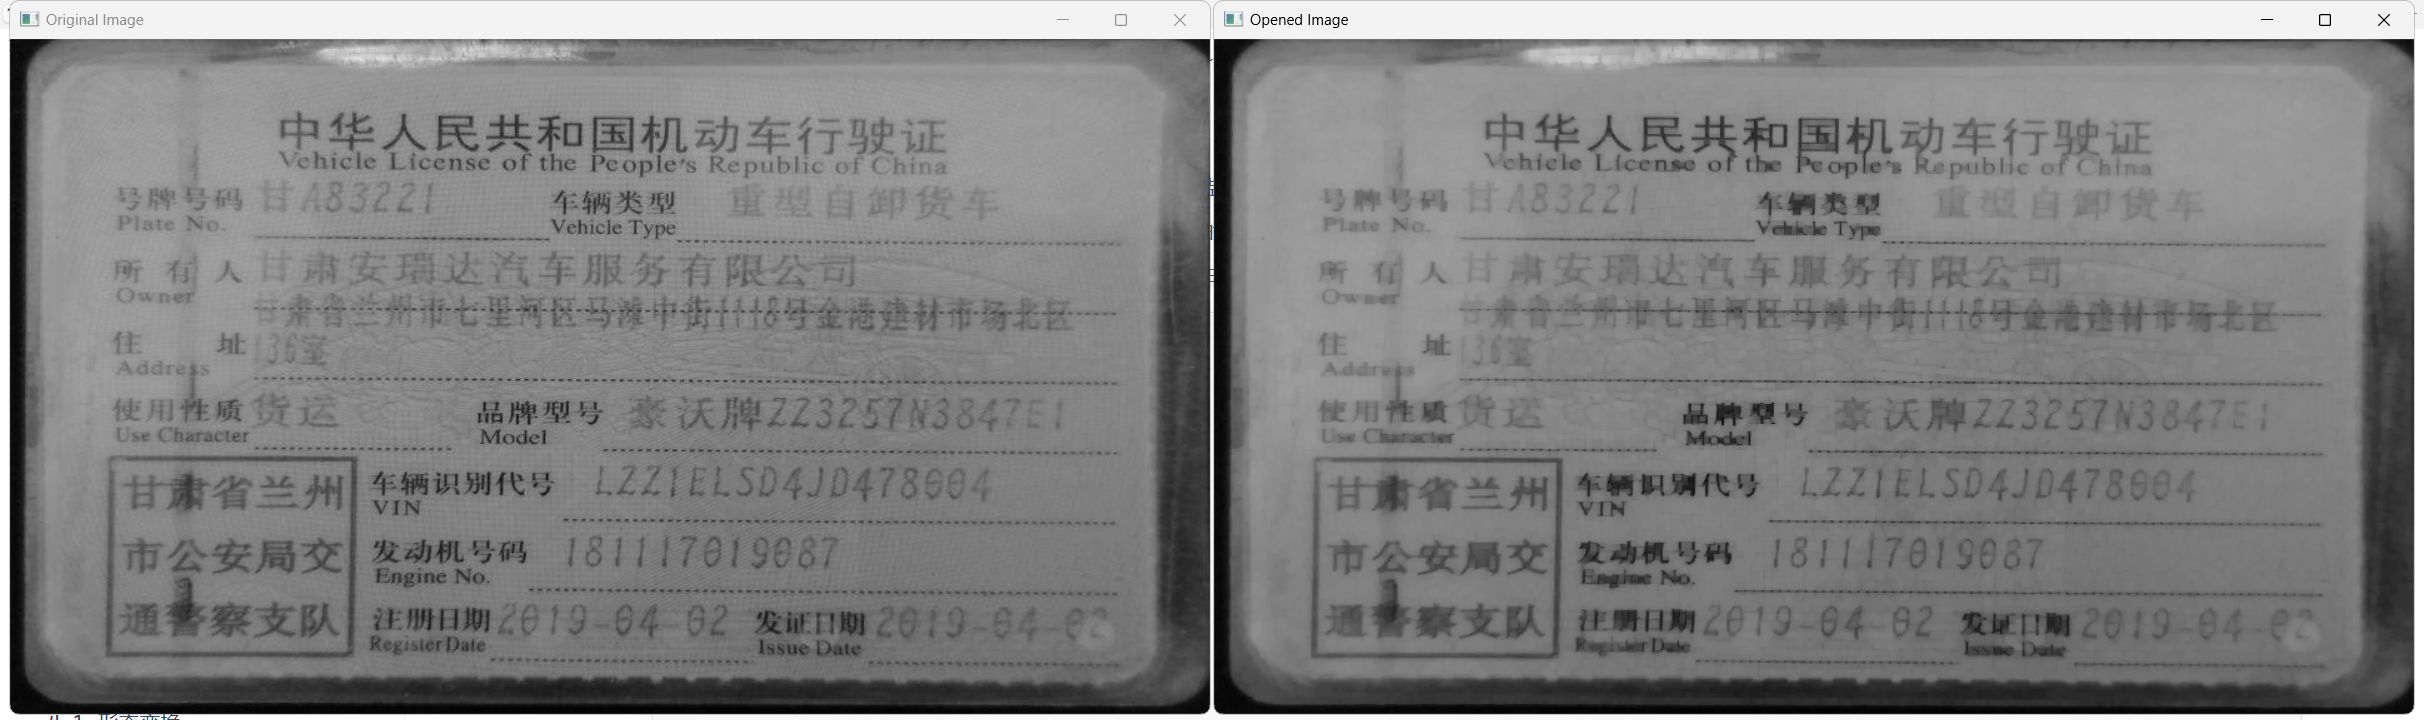 Original Image
中华人民共和国机动车行驶证
Vehicle License of the People's Republic of China
号牌号码 甘A83221 车辆类型 重型自卸货车
Plate No. Vehicle Type
所有人 甘肃安瑞达汽车服务有限公司
Owner
甘肃省兰州市七里河区马滩中街1118号金港建材市场北区
住址 136室
Address
使用性质 货运 品牌型号 豪沃牌ZZ3257N3847E1
Use Character Model
甘肃省兰州 车辆识别代号 LZZ1ELSD4JD478004
VIN
市公安局交 发动机号码 181117019087
Engine No.
通警察支队 注册日期 2019-04-02 发证日期 2019-04-02
Register Date Issue Date
Opened Image
中华人民共和国机动车行驶证
Vehicle License of the People's Republic of China
号牌号码 甘A83221 车辆类型 重型自卸货车
Plate No. Vehicle Type
所有人 甘肃安瑞达汽车服务有限公司
Owner
甘肃省兰州市七里河区马滩中街1118号金港建材市场北区
住址 136室
Address
使用性质 货运 品牌型号 豪沃牌ZZ3257N3847E1
Use Character Model
甘肃省兰州 车辆识别代号 LZZ1ELSD4JD478004
VIN
市公安局交 发动机号码 181117019087
Engine No.
通警察支队 注册日期 2019-04-02 发证日期 2019-04-02
Register Date Issue Date